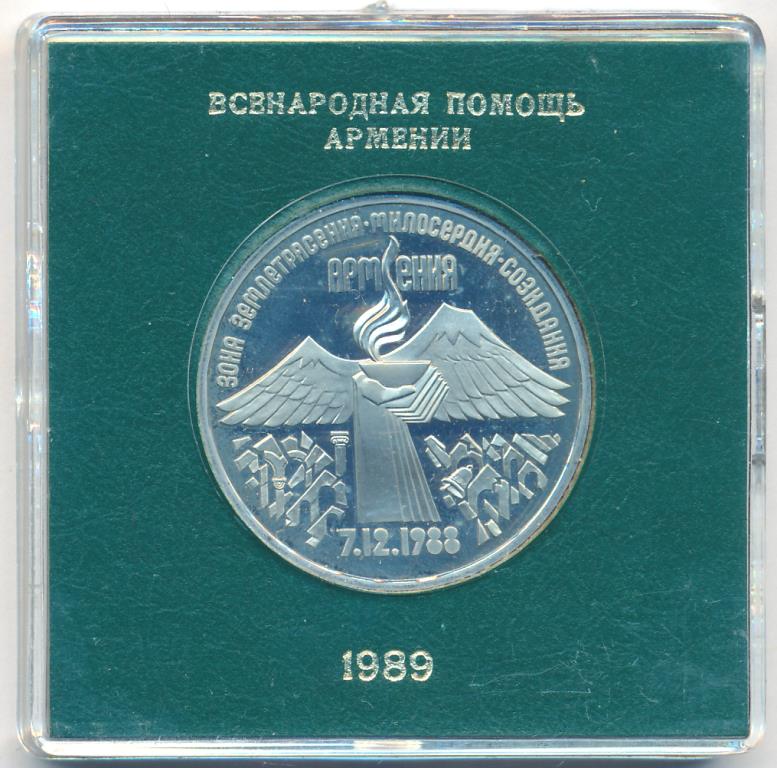 ВСЕНАРОДНАЯ ПОМОЩЬ
АРМЕНИИ
ЗОНА ЗЕМЛЕТРЯСЕНИЯ·МИЛОСЕРДИЯ·СОЗИДАНИЯ
АРМЕНИЯ
7.12.1988
1989